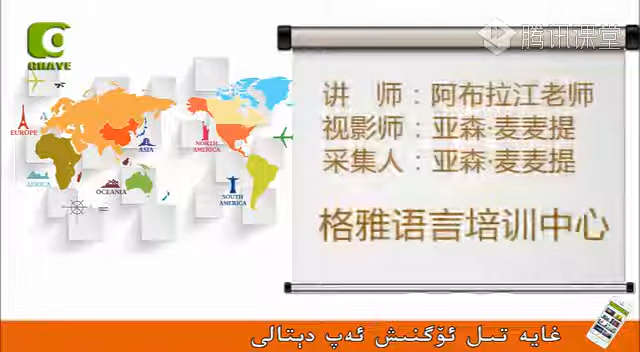 GHAYE
腾讯课堂
讲 师：阿布拉江老师
视影师：亚森·麦麦提
采集人：亚森·麦麦提
格雅语言培训中心
EUROPE
ASIA
NORTH
AMERICA
AFRICA
OCEANIA
SOUTH
AMERICA
غايە تىل ئۆگىنىش ئەپ دېتالى